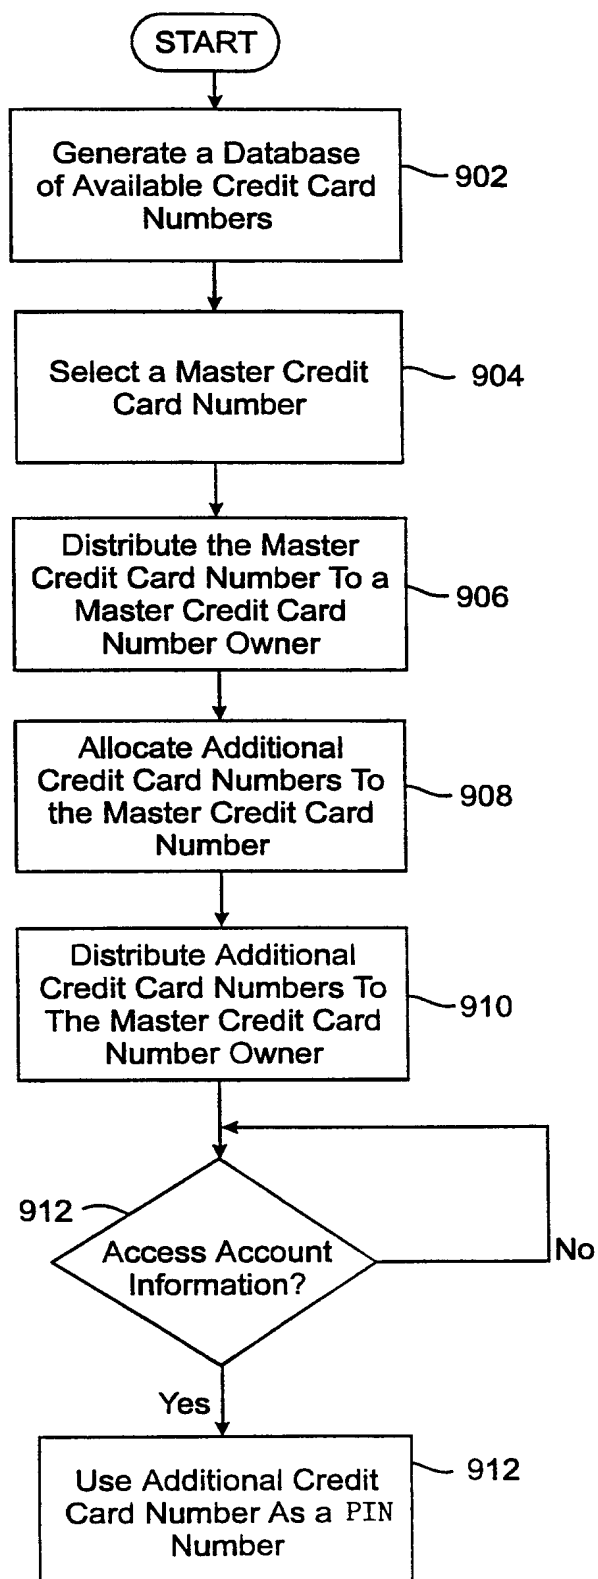 START
Generate a Database
of Available Credit Card
Numbers
902
Select a Master Credit
Card Number
904
Distribute the Master
Credit Card Number To a
Master Credit Card
Number Owner
906
Allocate Additional
Credit Card Numbers To
the Master Credit Card
Number
908
Distribute Additional
Credit Card Numbers To
The Master Credit Card
Number Owner
910
912
Access Account
Information?
No
Yes
Use Additional Credit
Card Number As a PIN
Number
912